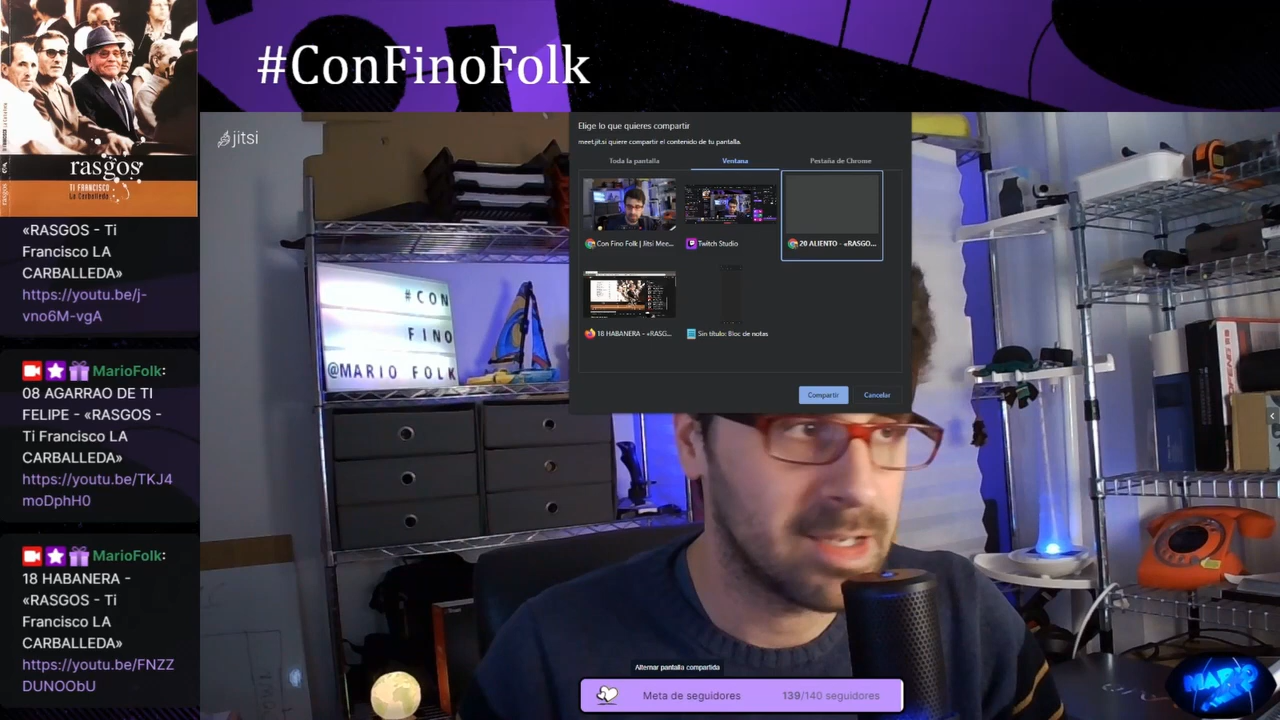 #ConFinoFolk
rasgos
TI FRANCISCO
La Carballeda
«RASGOS - Ti
Francisco LA
CARBALLEDA»
https://youtu.be/j-
vno6M-vgA
MarioFolk:
08 AGARRAO DE TI
FELIPE - «RASGOS -
Ti Francisco LA
CARBALLEDA»
https://youtu.be/TKJ4
moDphH0
MarioFolk:
18 HABANERA -
«RASGOS - Ti
Francisco LA
CARBALLEDA»
https://youtu.be/FNZZ
DUNOObU
jitsi
#CON
FINO
@MARIO FOLK
Elige lo que quieres compartir
meet.jit.si quiere compartir el contenido de tu pantalla.
Toda la pantalla
Ventana
Pestaña de Chrome
Con Fino Folk | Jitsi Mee...
Twitch Studio
20 ALIENTO - «RASGO...
18 HABANERA - «RASG...
Sin título: Bloc de notas
Compartir
Cancelar
Alternar pantalla compartida
Meta de seguidores
139/140 seguidores
MARIO